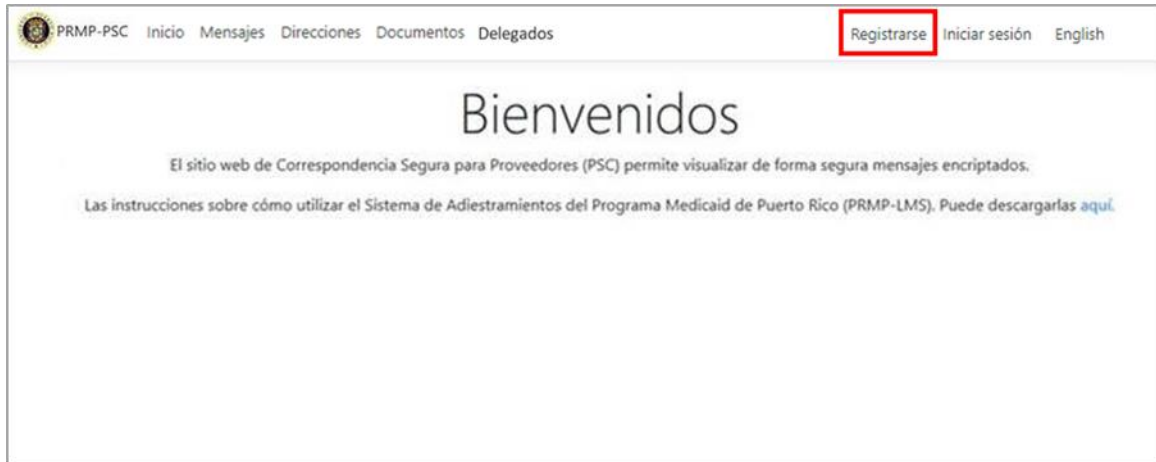 PRMP-PSC Inicio Mensajes Direcciones Documentos Delegados Registrarse Iniciar sesión English
Bienvenidos
El sitio web de Correspondencia Segura para Proveedores (PSC) permite visualizar de forma segura mensajes encriptados.
Las instrucciones sobre cómo utilizar el Sistema de Adiestramientos del Programa Medicaid de Puerto Rico (PRMP-LMS). Puede descargarlas aquí.